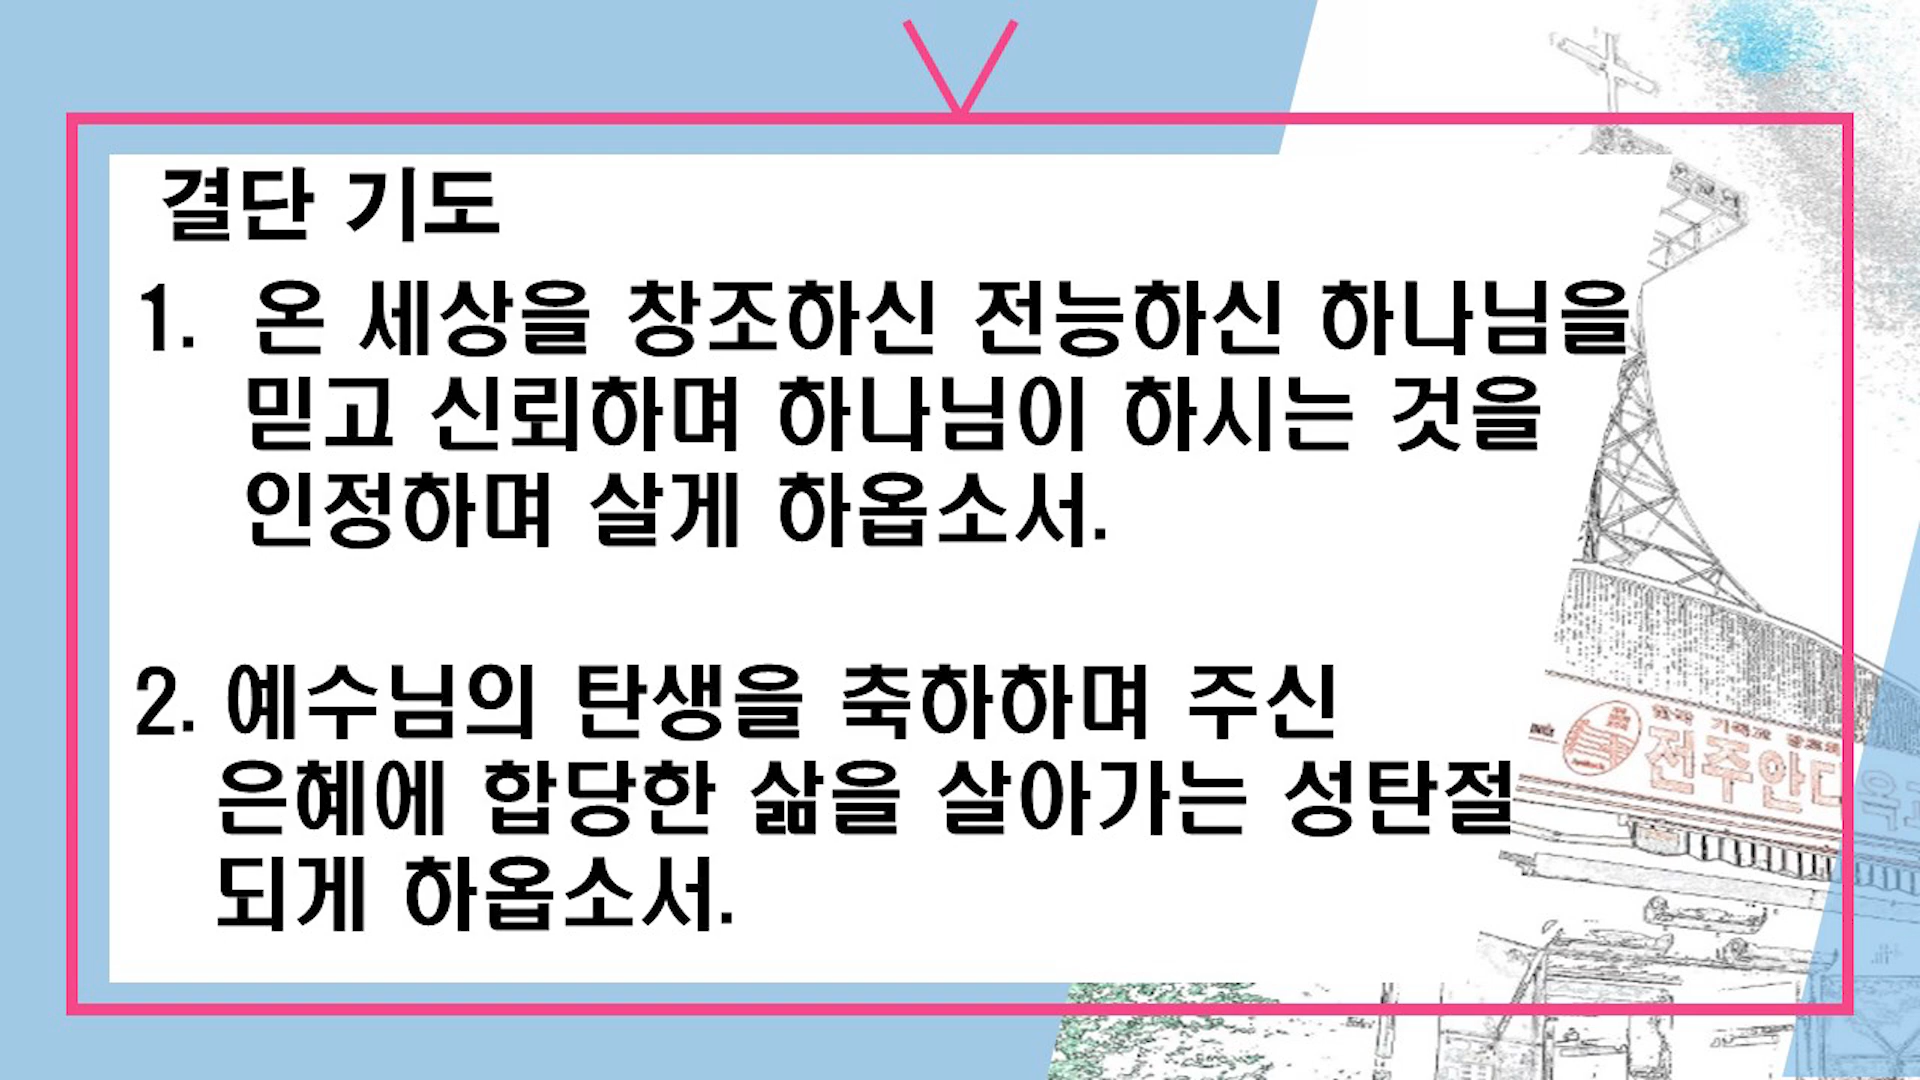 결단 기도
1. 온 세상을 창조하신 전능하신 하나님을
믿고 신뢰하며 하나님이 하시는 것을
인정하며 살게 하옵소서.
2. 예수님의 탄생을 축하하며 주신
은혜에 합당한 삶을 살아가는 성탄절
되게 하옵소서.
전주안디